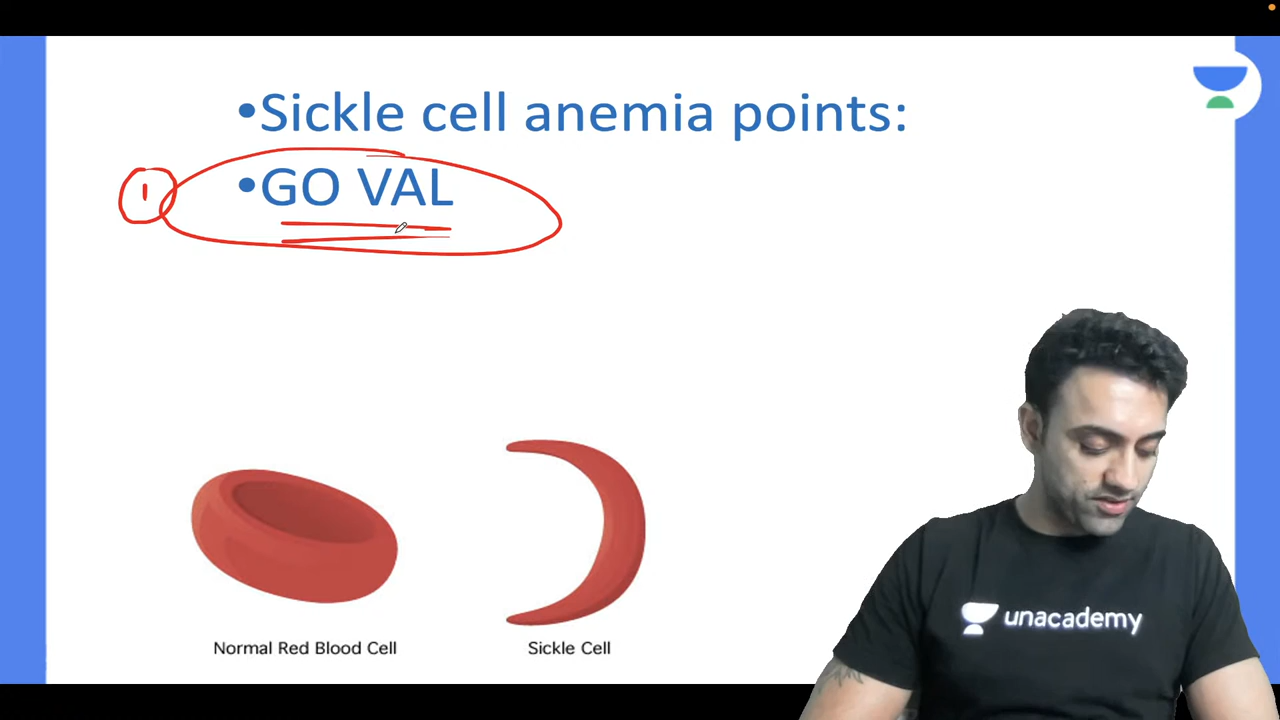 •Sickle cell anemia points:
1
•GO VAL
Normal Red Blood Cell
Sickle Cell
unacademy